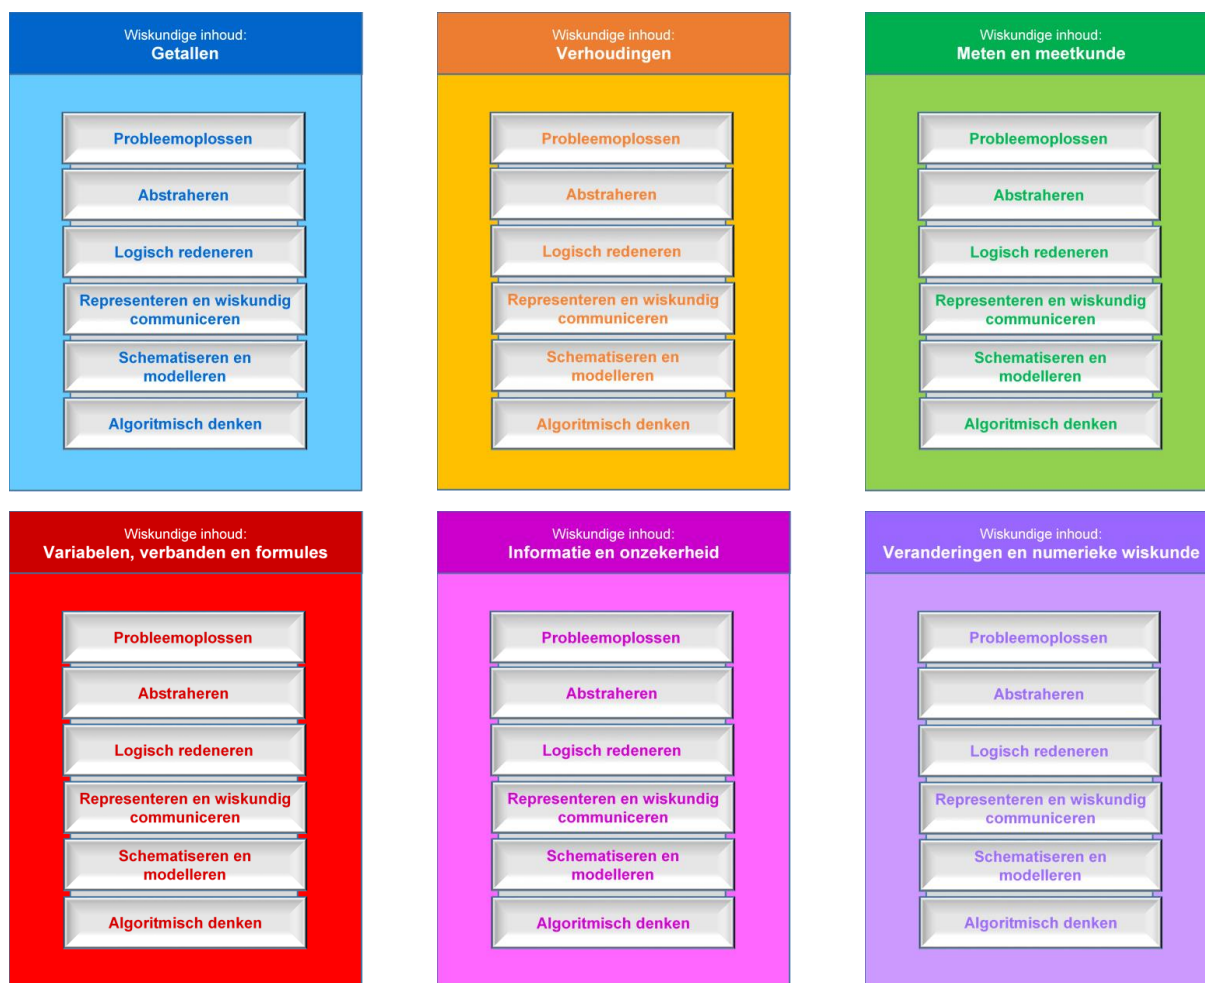 Wiskundige inhoud:
Getallen
Probleemoplossen
Abstraheren
Logisch redeneren
Representeren en wiskundig
communiceren
Schematiseren en
modelleren
Algoritmisch denken
Wiskundige inhoud:
Verhoudingen
Probleemoplossen
Abstraheren
Logisch redeneren
Representeren en wiskundig
communiceren
Schematiseren en
modelleren
Algoritmisch denken
Wiskundige inhoud:
Meten en meetkunde
Probleemoplossen
Abstraheren
Logisch redeneren
Representeren en wiskundig
communiceren
Schematiseren en
modelleren
Algoritmisch denken
Wiskundige inhoud:
Variabelen, verbanden en formules
Probleemoplossen
Abstraheren
Logisch redeneren
Representeren en wiskundig
communiceren
Schematiseren en
modelleren
Algoritmisch denken
Wiskundige inhoud:
Informatie en onzekerheid
Probleemoplossen
Abstraheren
Logisch redeneren
Representeren en wiskundig
communiceren
Schematiseren en
modelleren
Algoritmisch denken
Wiskundige inhoud:
Veranderingen en numerieke wiskunde
Probleemoplossen
Abstraheren
Logisch redeneren
Representeren en wiskundig
communiceren
Schematiseren en
modelleren
Algoritmisch denken